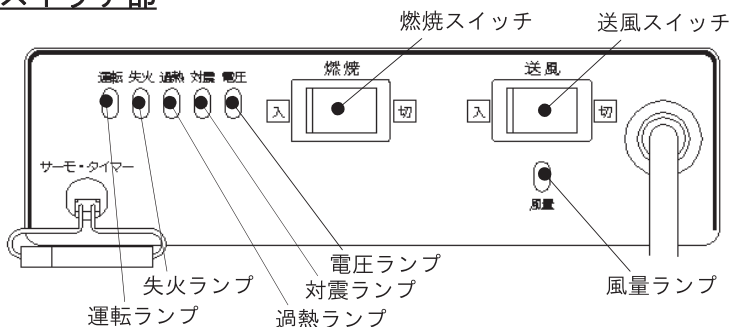 スイッチ部
燃焼スイッチ 送風スイッチ
運転 失火 過熱 対震 電圧 燃焼 送風
入 切 入 切
サーモ・タイマー
風量
電圧ランプ
失火ランプ 対震ランプ 風量ランプ
運転ランプ 過熱ランプ